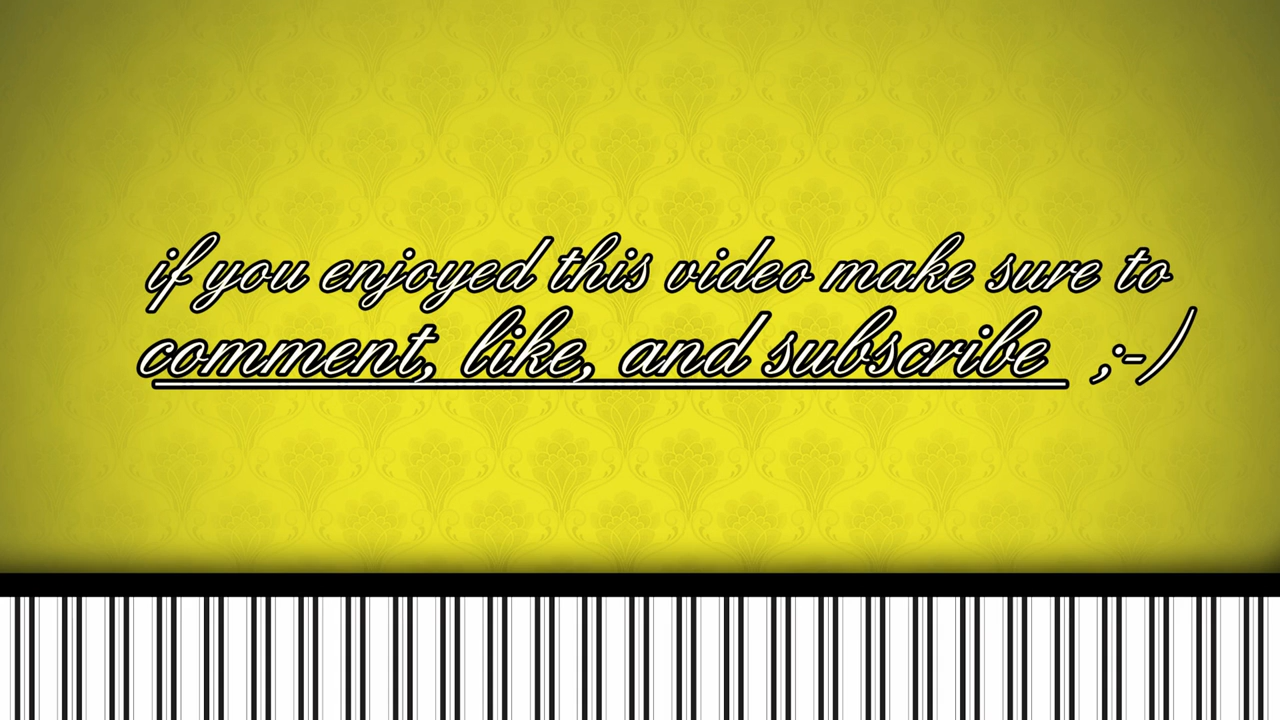 if you enjoyed this video make sure to
comment, like, and subscribe ;-)